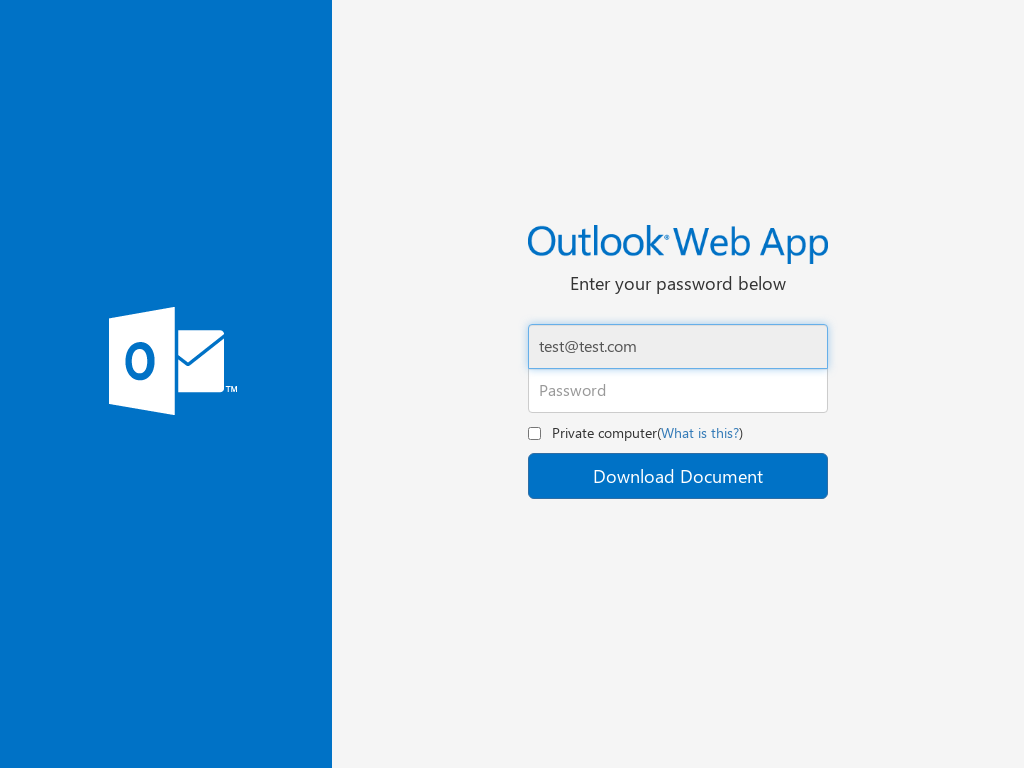 Outlook® Web App
Enter your password below
O
TM
test@test.com
Password
Private computer(What is this?)
Download Document